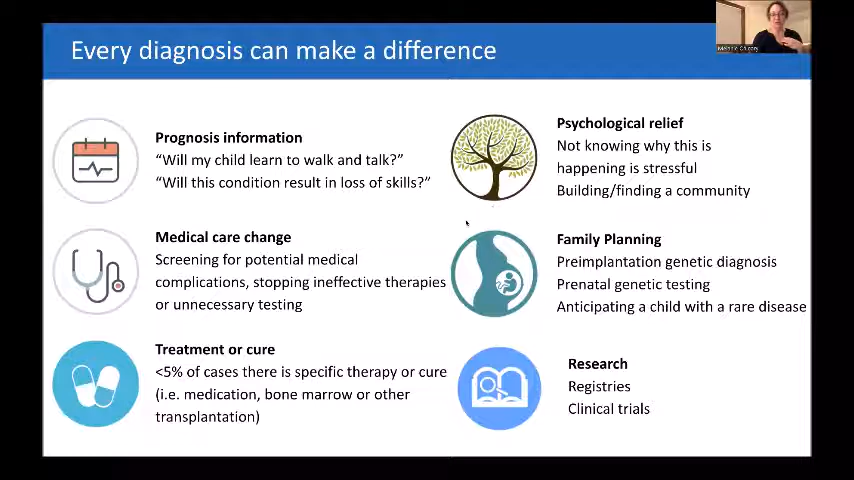 Every diagnosis can make a difference
Prognosis information
“Will my child learn to walk and talk?”
“Will this condition result in loss of skills?”
Medical care change
Screening for potential medical
complications, stopping ineffective therapies
or unnecessary testing
Treatment or cure
<5% of cases there is specific therapy or cure
(i.e. medication, bone marrow or other
transplantation)
Psychological relief
Not knowing why this is
happening is stressful
Building/finding a community
Family Planning
Preimplantation genetic diagnosis
Prenatal genetic testing
Anticipating a child with a rare disease
Research
Registries
Clinical trials